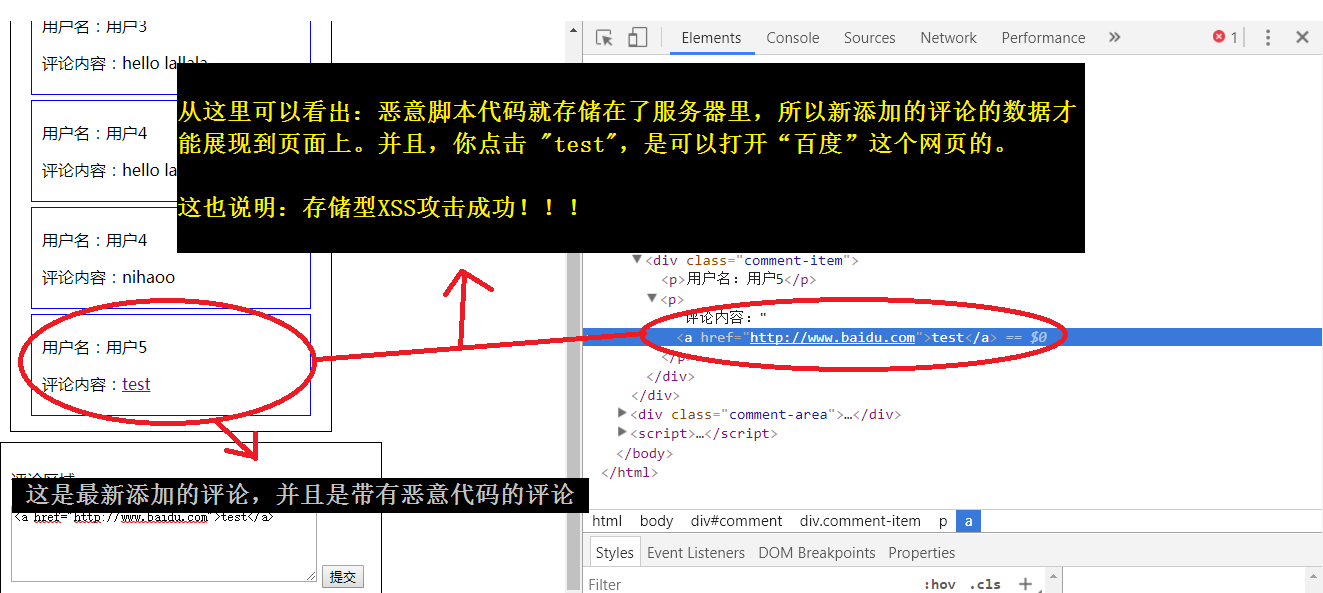 用户名：用户3
评论内容：hello lallala
用户名：用户4
评论内容：hello la
用户名：用户4
评论内容：nihaoo
用户名：用户5
评论内容：test
这是最新添加的评论，并且是带有恶意代码的评论
<a href="http://www.baidu.com">test</a>
提交
从这里可以看出：恶意脚本代码就存储在了服务器里，所以新添加的评论的数据才
能展现到页面上。并且，你点击 "test"，是可以打开“百度”这个网页的。
这也说明：存储型XSS攻击成功！！！
Elements Console Sources Network Performance » 1
<div class="comment-item">
<p>用户名：用户5</p>
<p>
评论内容："
<a href="http://www.baidu.com">test</a> == $0
</p>
</div>
</div>
<div class="comment-area">…</div>
<script>…</script>
</body>
</html>
html body div#comment div.comment-item p a
Styles Event Listeners DOM Breakpoints Properties
Filter :hov .cls +